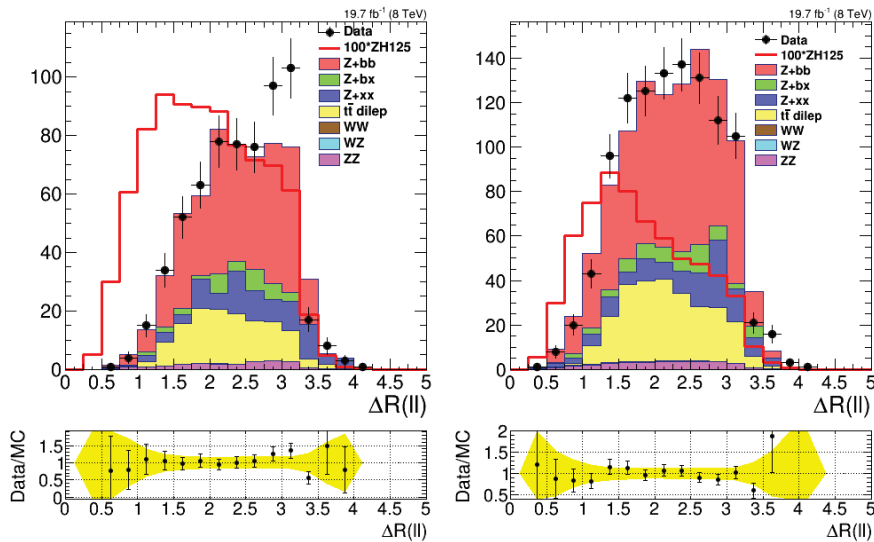 19.7 fb⁻¹ (8 TeV)
Data
100*ZH125
Z+bb
Z+bx
Z+xx
tt̄ dilep
WW
WZ
ZZ
100
80
60
40
20
0
0 0.5 1 1.5 2 2.5 3 3.5 4 4.5 5
ΔR(ll)
Data/MC
1.5
1
0.5
0
0 0.5 1 1.5 2 2.5 3 3.5 4 4.5 5
ΔR(ll)
19.7 fb⁻¹ (8 TeV)
Data
100*ZH125
Z+bb
Z+bx
Z+xx
tt̄ dilep
WW
WZ
ZZ
140
120
100
80
60
40
20
0
0 0.5 1 1.5 2 2.5 3 3.5 4 4.5 5
ΔR(ll)
Data/MC
2
1.5
1
0.5
0 0.5 1 1.5 2 2.5 3 3.5 4 4.5 5
ΔR(ll)